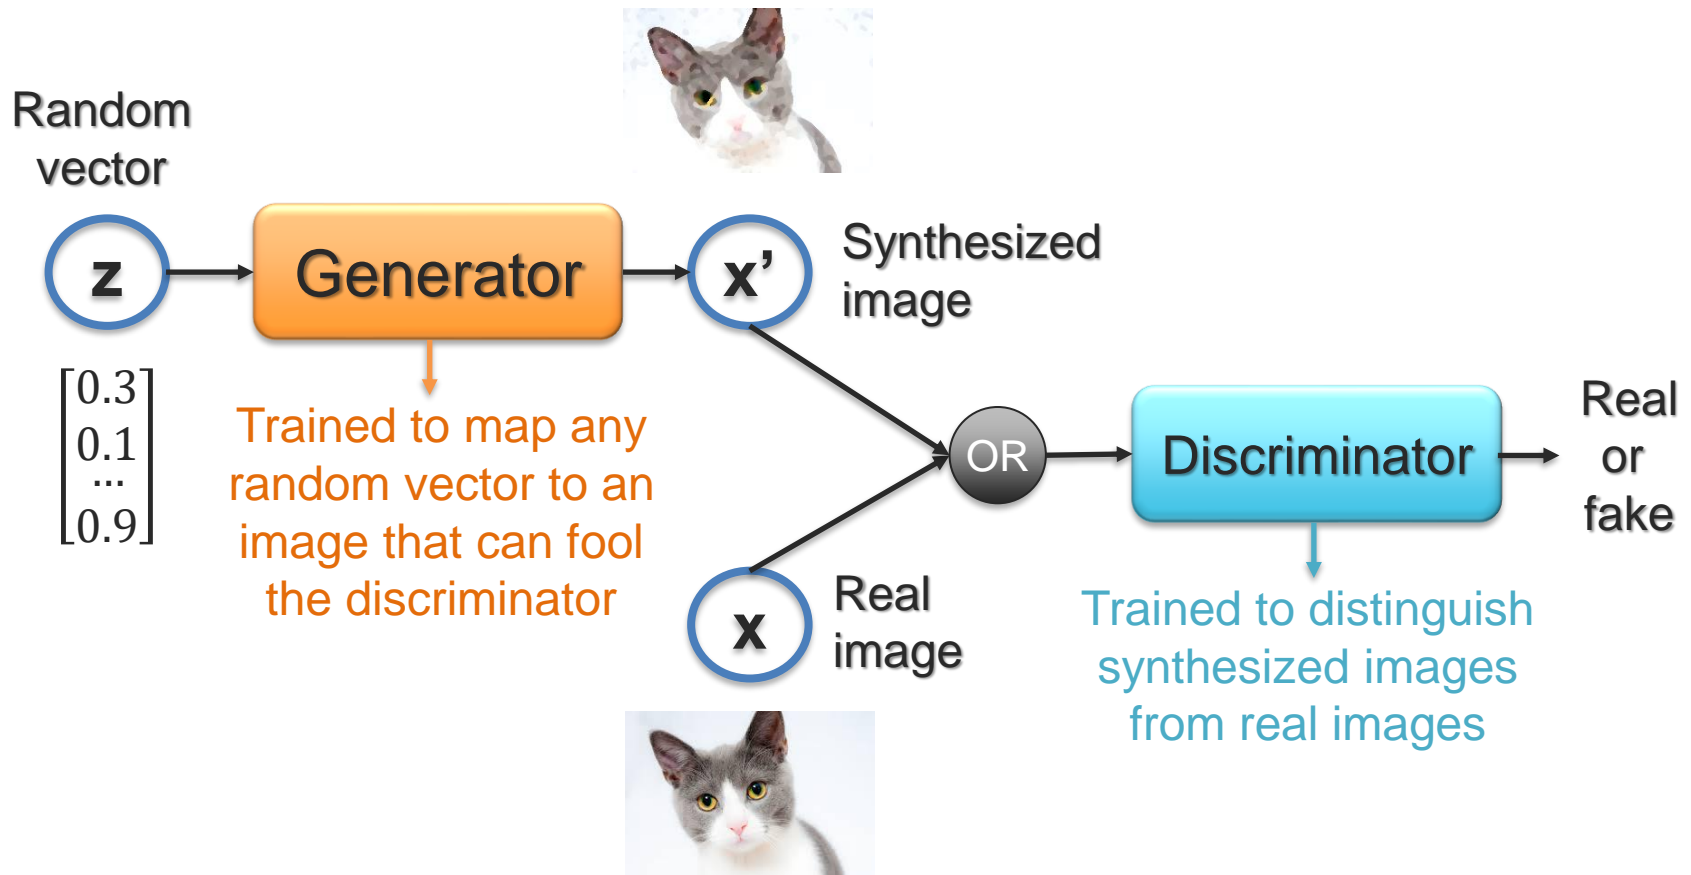 Random
vector
z
Generator
x’
Synthesized
image
0.3
0.1
...
0.9
Trained to map any
random vector to an
image that can fool
the discriminator
OR
Discriminator
Real
or
fake
x
Real
image
Trained to distinguish
synthesized images
from real images